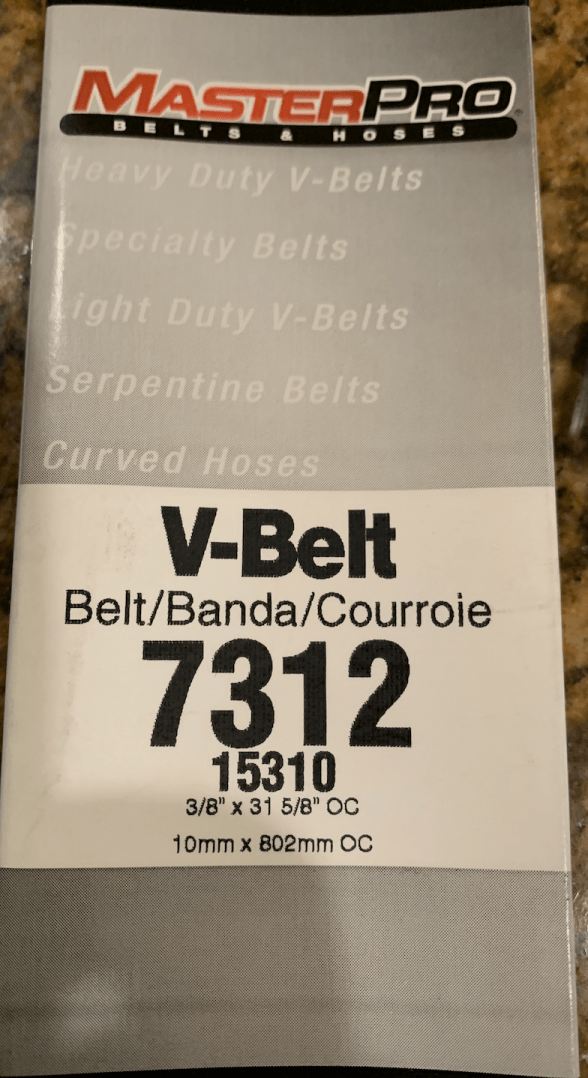 MASTERPRO
BELTS & HOSES
Heavy Duty V-Belts
Specialty Belts
Light Duty V-Belts
Serpentine Belts
Curved Hoses
V-Belt
Belt/Banda/Courroie
7312
15310
3/8" x 31 5/8" OC
10mm x 802mm OC